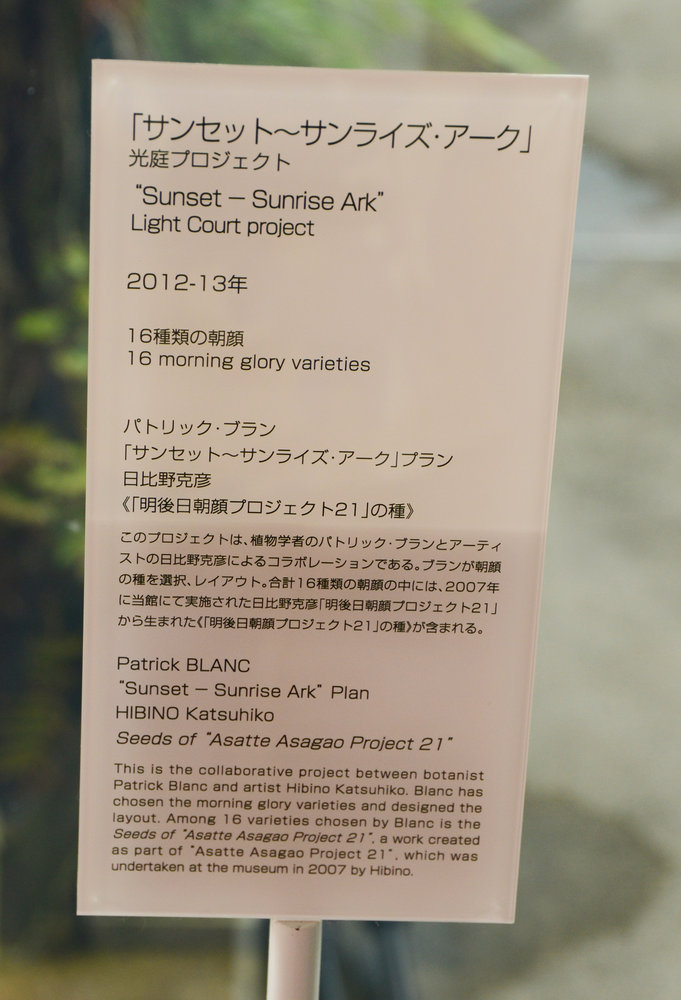 「サンセット〜サンライズ・アーク」
光庭プロジェクト
“Sunset – Sunrise Ark”
Light Court project
2012-13年
16種類の朝顔
16 morning glory varieties
パトリック・ブラン
「サンセット〜サンライズ・アーク」プラン
日比野克彦
《「明後日朝顔プロジェクト21」の種》
このプロジェクトは、植物学者のパトリック・ブランとアーティ
ストの日比野克彦によるコラボレーションである。ブランが朝顔
の種を選択、レイアウト。合計16種類の朝顔の中には、2007年
に当館にて実施された日比野克彦「明後日朝顔プロジェクト21」
から生まれた《「明後日朝顔プロジェクト21」の種》が含まれる。
Patrick BLANC
“Sunset – Sunrise Ark” Plan
HIBINO Katsuhiko
Seeds of “Asatte Asagao Project 21”
This is the collaborative project between botanist
Patrick Blanc and artist Hibino Katsuhiko. Blanc has
chosen the morning glory varieties and designed the
layout. Among 16 varieties chosen by Blanc is the
Seeds of “Asatte Asagao Project 21”, a work created
as part of “Asatte Asagao Project 21”, which was
undertaken at the museum in 2007 by Hibino.